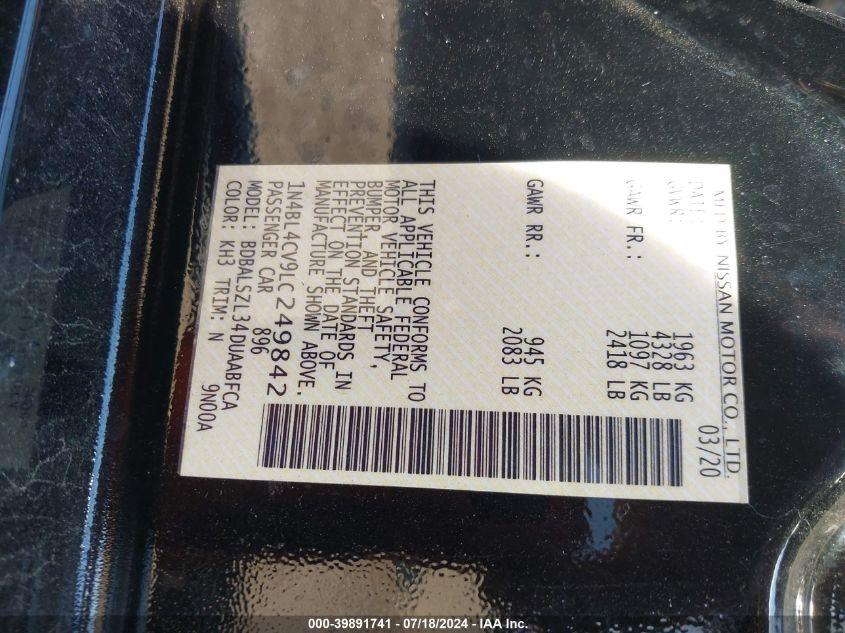 MFD BY NISSAN MOTOR CO., LTD.
DATE: 03/20
GVWR: 1963 KG
4328 LB
GAWR FR.: 1097 KG
2418 LB
GAWR RR.: 945 KG
2083 LB
THIS VEHICLE CONFORMS TO
ALL APPLICABLE FEDERAL
MOTOR VEHICLE SAFETY,
BUMPER, AND THEFT
PREVENTION STANDARDS IN
EFFECT ON THE DATE OF
MANUFACTURE SHOWN ABOVE.
1N4BL4CV9LC249842
PASSENGER CAR 896
MODEL: BDBALSZL34DUAABFCA
COLOR: KH3 TRIM: N 9N00A
000-39891741 - 07/18/2024 - IAA Inc.